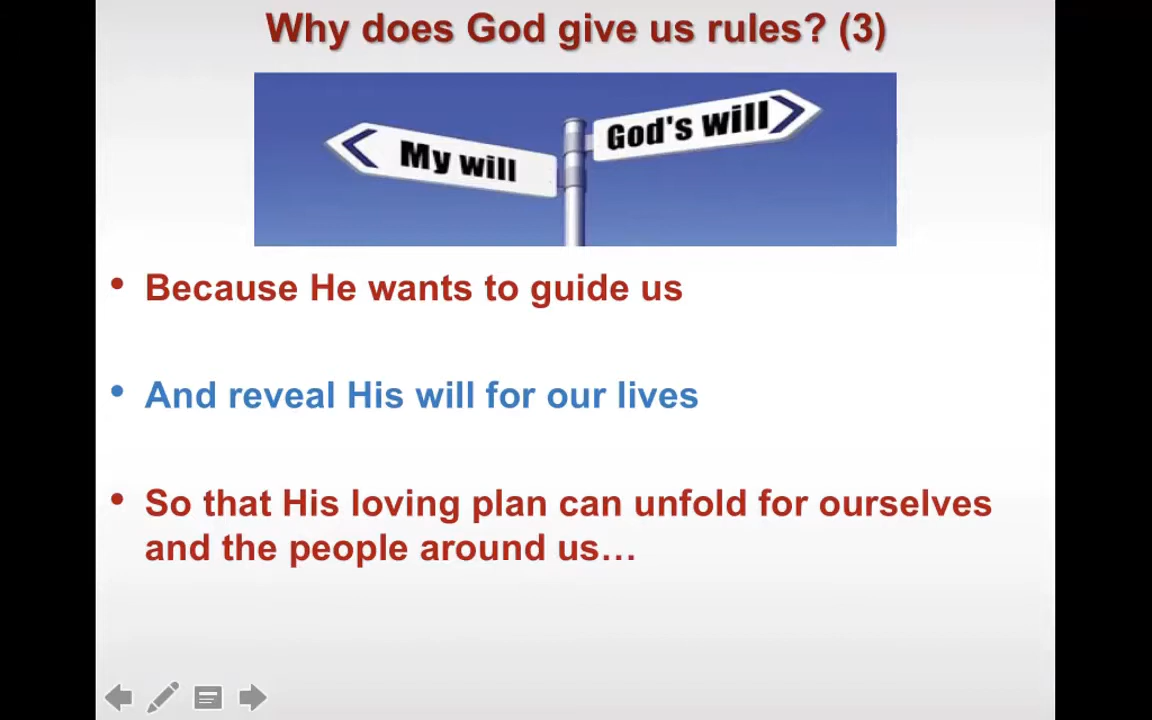 Why does God give us rules? (3)
My will
God's will
• Because He wants to guide us
• And reveal His will for our lives
• So that His loving plan can unfold for ourselves
and the people around us…